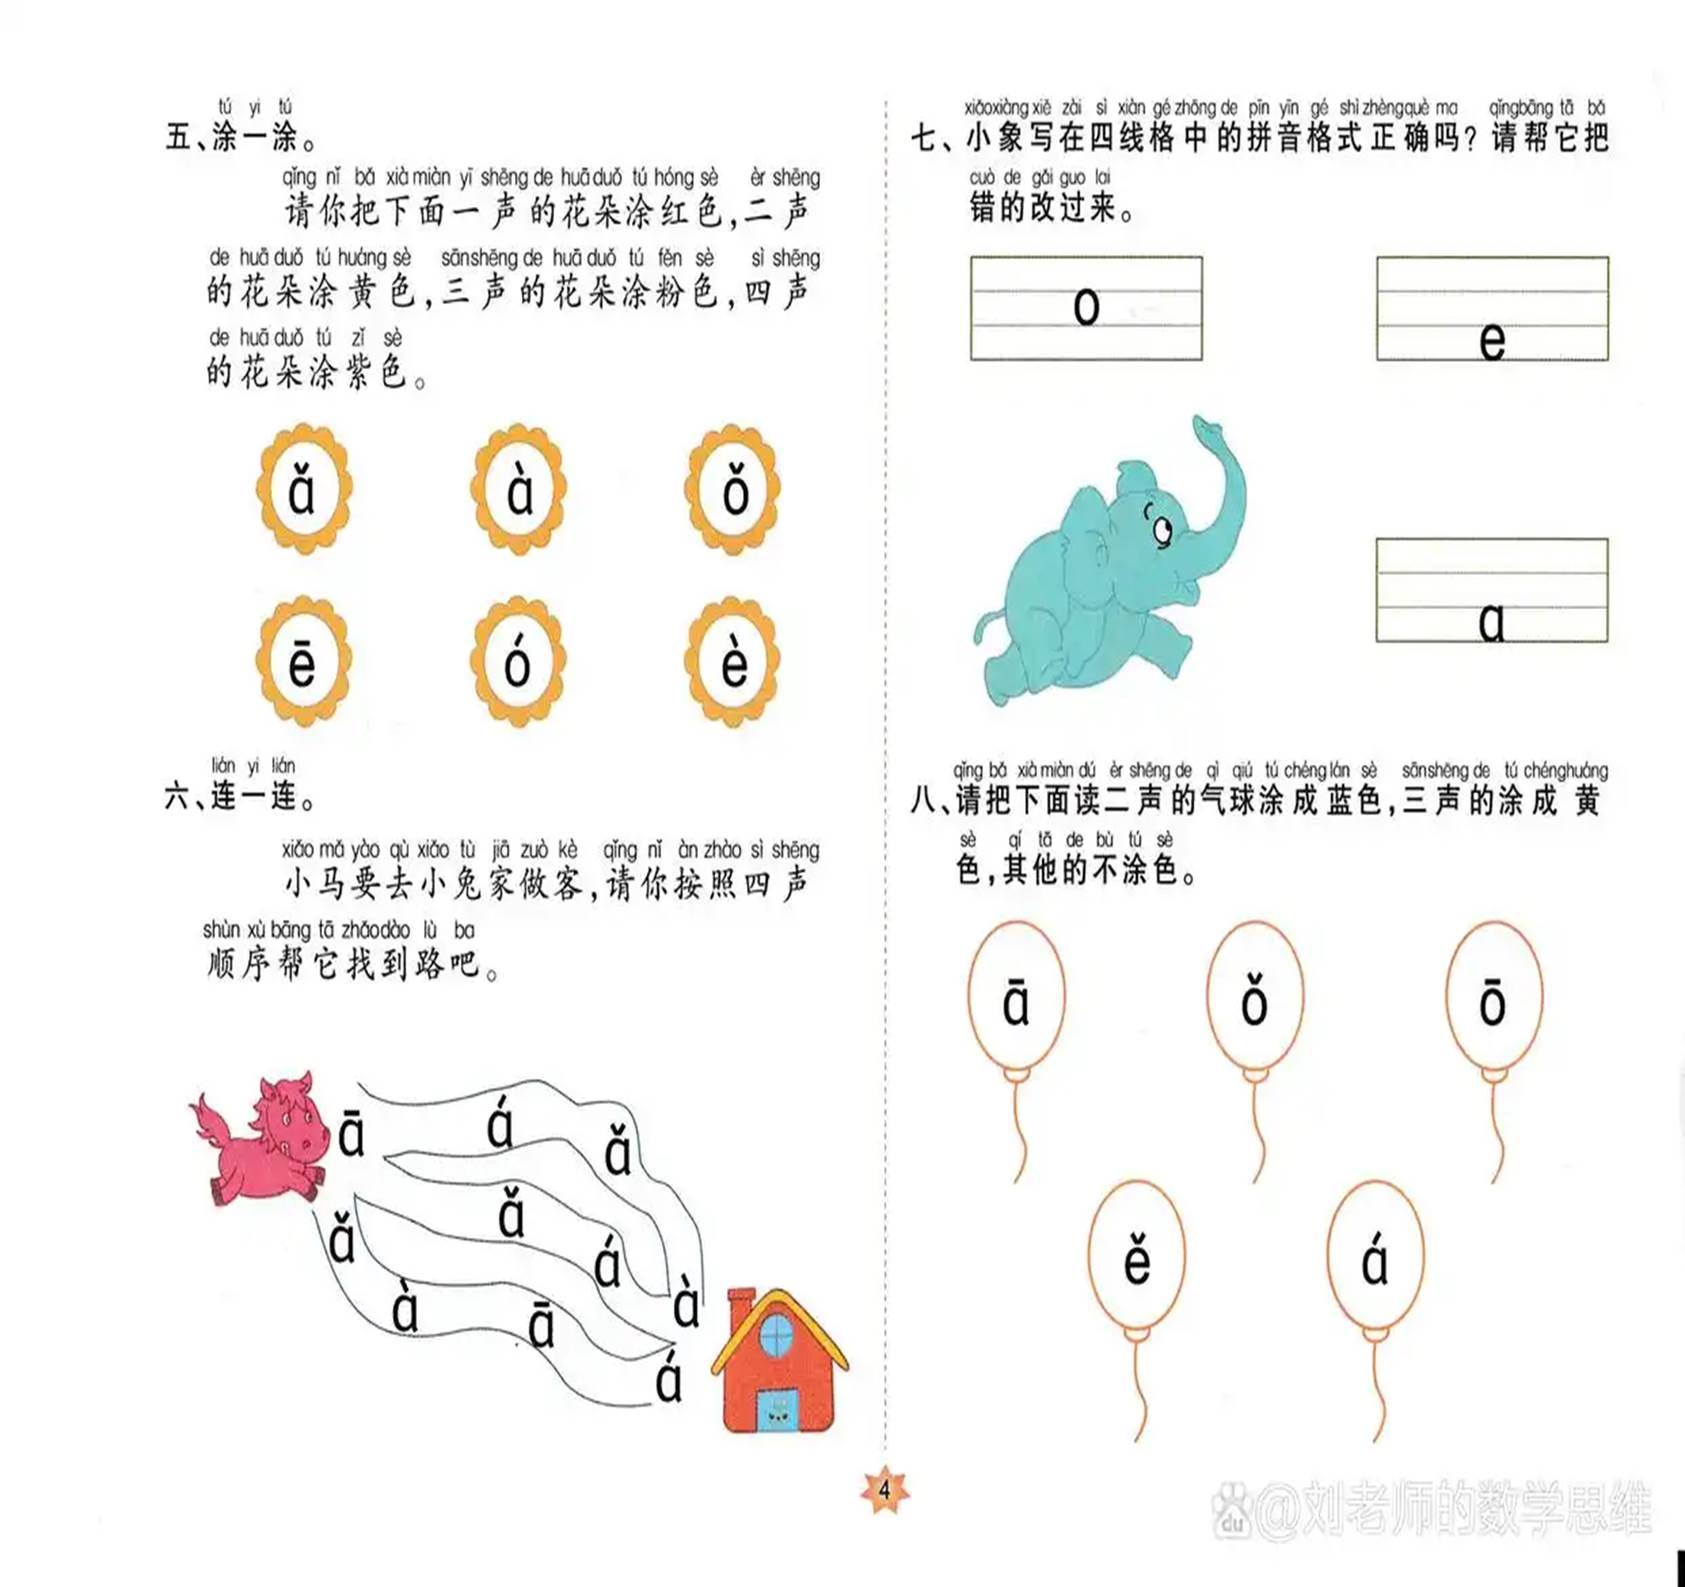 tú yi tú
五、涂一涂。
qǐng nǐ bǎ xià miàn yī shēng de huā duǒ tú hóng sè èr shēng
请你把下面一声的花朵涂红色,二声
de huā duǒ tú huáng sè sān shēng de huā duǒ tú fěn sè sì shēng
的花朵涂黄色,三声的花朵涂粉色,四声
de huā duǒ tú zǐ sè
的花朵涂紫色。
ǎ à ǒ
ē ó è
lián yi lián
六、连一连。
xiǎo mǎ yào qù xiǎo tù jiā zuò kè qǐng nǐ àn zhào sì shēng
小马要去小兔家做客,请你按照四声
shùn xù bāng tā zhǎo dào lù ba
顺序帮它找到路吧。
ā á ǎ
ǎ ǎ á à
à ā á
xiǎo xiàng xiě zài sì xiàn gé zhōng de pīn yīn gé shì zhèng què ma qǐng bāng tā bǎ
七、小象写在四线格中的拼音格式正确吗?请帮它把
cuò de gǎi guo lai
错的改过来。
o e
a
qǐng bǎ xià miàn dú èr shēng de qì qiú tú chéng lán sè sān shēng de tú chéng huáng
八、请把下面读二声的气球涂成蓝色,三声的涂成黄
sè qí tā de bù tú sè
色,其他的不涂色。
ā ǒ ō
ě á
4
du @刘老师的数学思维